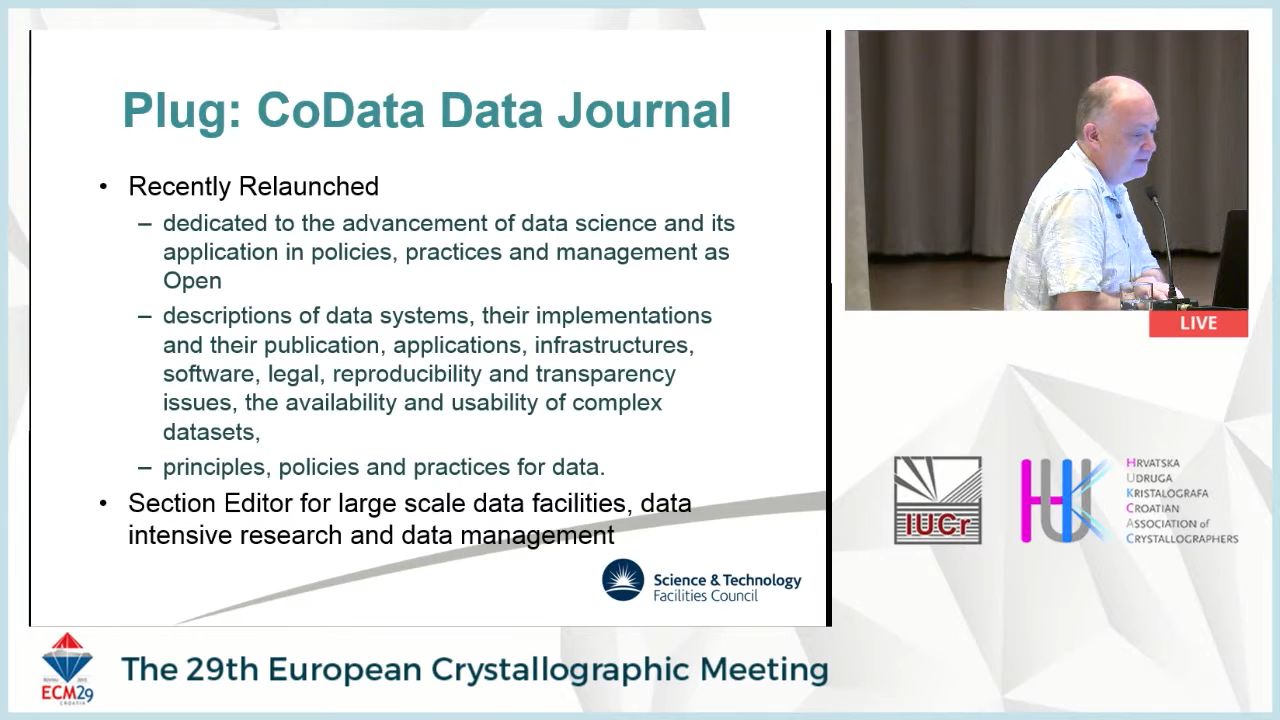 Plug: CoData Data Journal
• Recently Relaunched
– dedicated to the advancement of data science and its
application in policies, practices and management as
Open
– descriptions of data systems, their implementations
and their publication, applications, infrastructures,
software, legal, reproducibility and transparency
issues, the availability and usability of complex
datasets,
– principles, policies and practices for data.
• Section Editor for large scale data facilities, data
intensive research and data management
Science & Technology
Facilities Council
LIVE
IUCr
HUK
HRVATSKA
UDRUGA
KRISTALOGRAFA
CROATIAN
ASSOCIATION of
CRYSTALLOGRAPHERS
ECM29
CROATIA
The 29th European Crystallographic Meeting